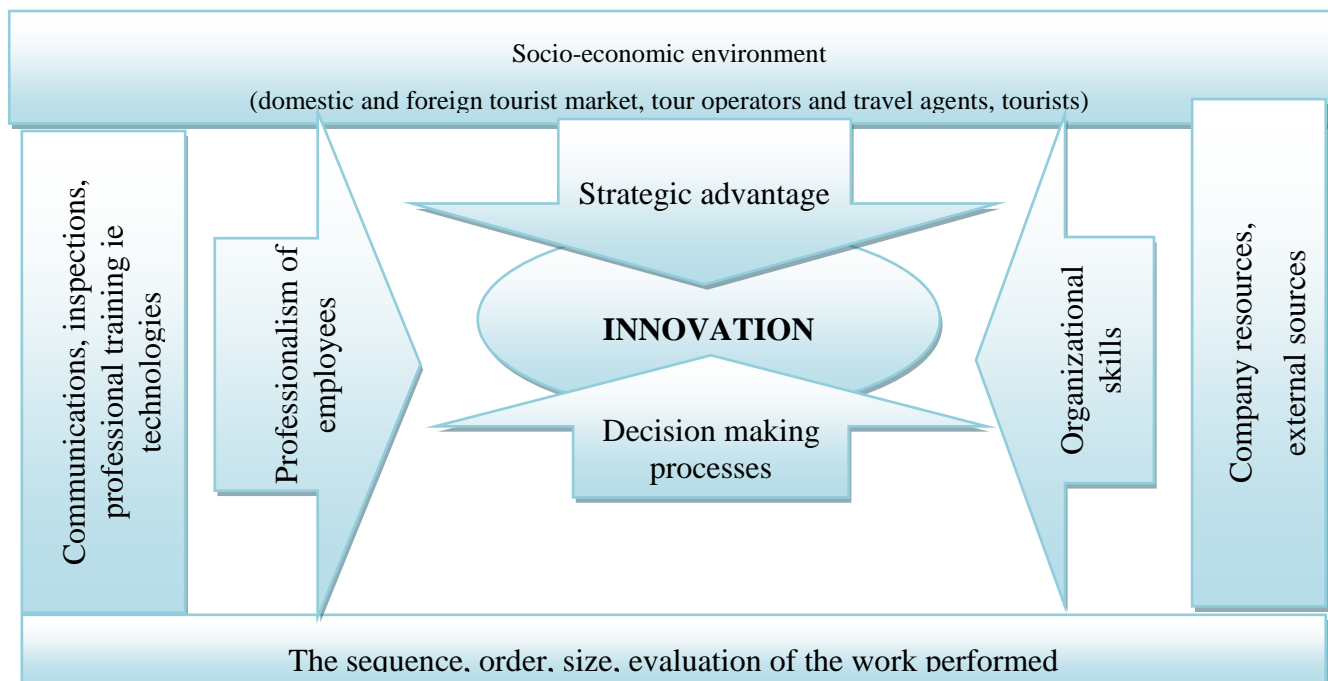 Socio-economic environment
(domestic and foreign tourist market, tour operators and travel agents, tourists)
Communications, inspections,
professional training ie
technologies
Professionalism of
employees
Strategic advantage
INNOVATION
Decision making
processes
Organizational
skills
Company resources,
external sources
The sequence, order, size, evaluation of the work performed